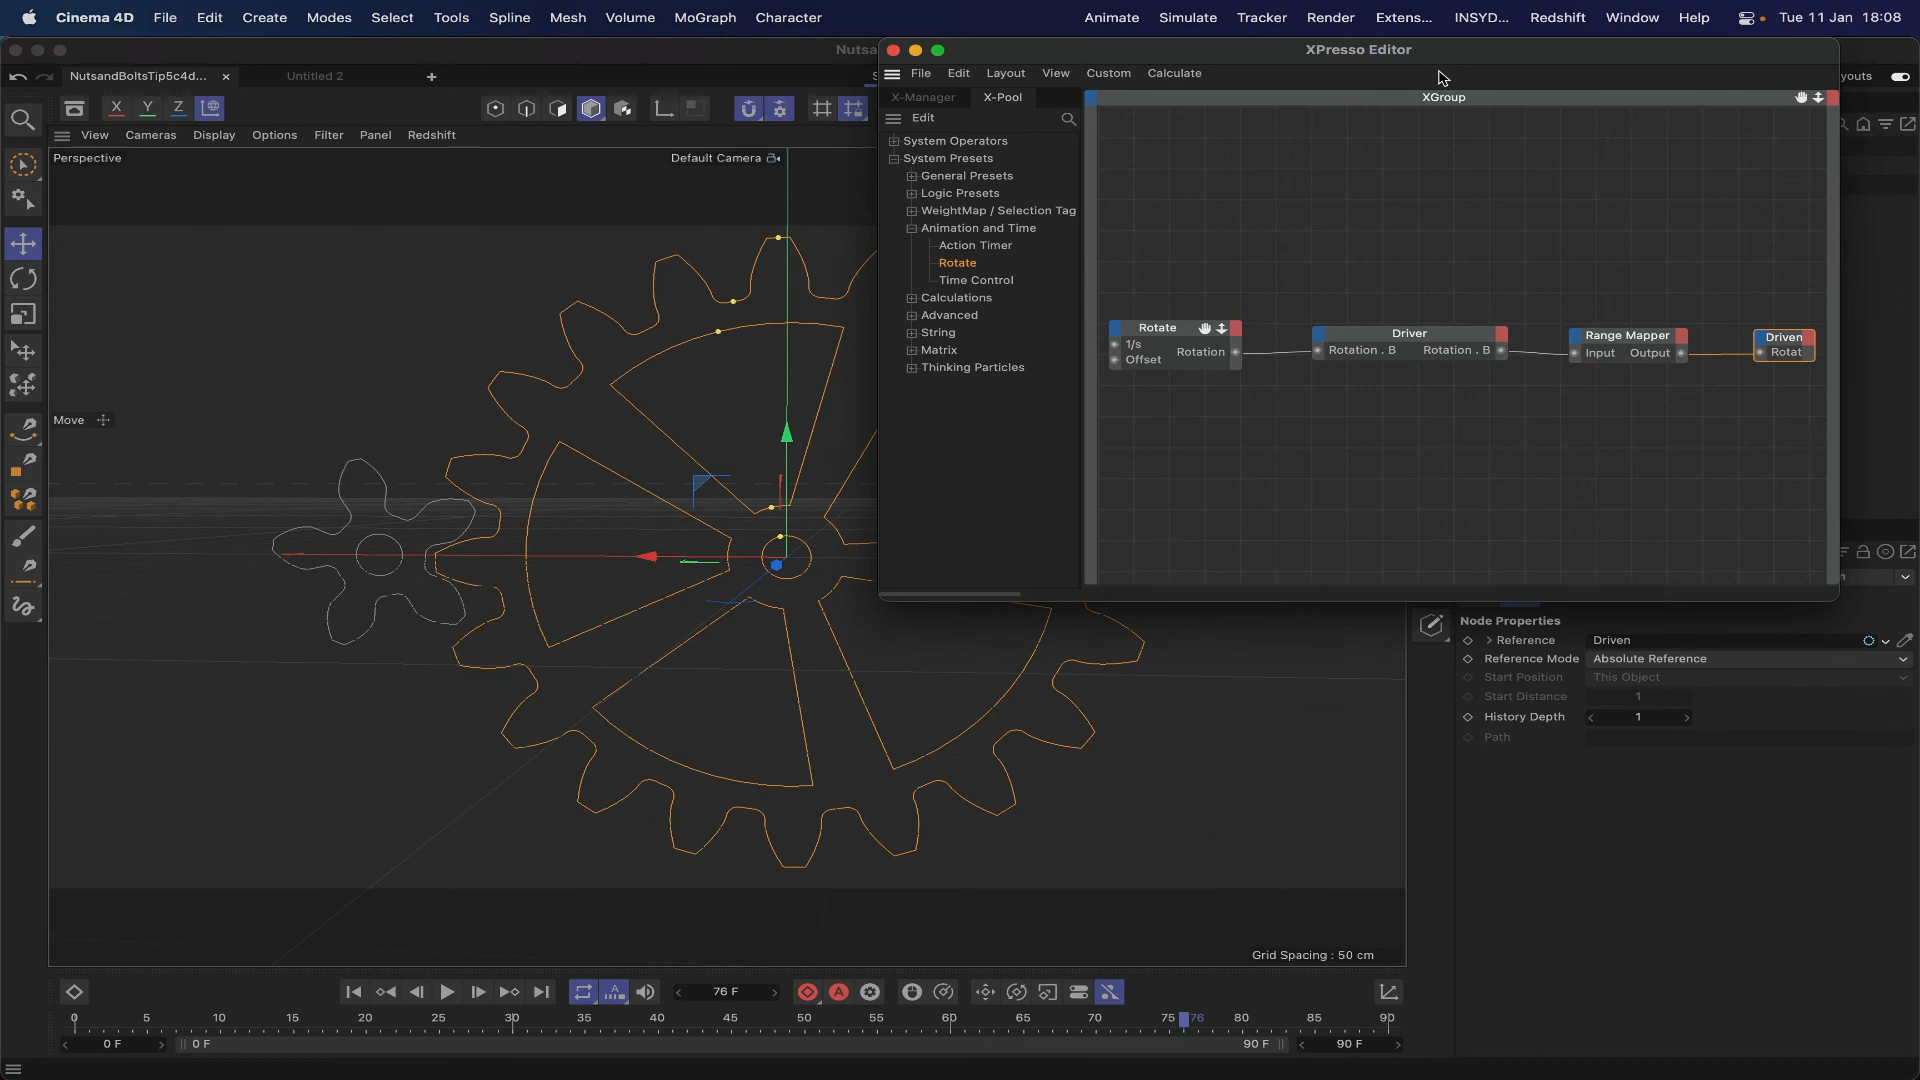 Cinema 4D File Edit Create Modes Select Tools Spline Mesh Volume MoGraph Character Animate Simulate Tracker Render Extens... INSYD... Redshift Window Help Tue 11 Jan 18:08
XPresso Editor
NutsandBoltsTip5c4d... × Untitled 2 +
File Edit Layout View Custom Calculate
X-Manager X-Pool
XGroup
X Y Z
Edit
View Cameras Display Options Filter Panel Redshift
Perspective
Default Camera
System Operators
System Presets
General Presets
Logic Presets
WeightMap / Selection Tag
Animation and Time
Action Timer
Rotate
Time Control
Calculations
Advanced
String
Matrix
Thinking Particles
Rotate
1/s
Offset
Rotation
Driver
Rotation . B Rotation . B
Range Mapper
Input Output
Driven
Rotat
Move
Node Properties
Reference Driven
Reference Mode Absolute Reference
Start Position This Object
Start Distance 1
History Depth 1
Path
Grid Spacing : 50 cm
76 F
0 5 10 15 20 25 30 35 40 45 50 55 60 65 70 75 76 80 85 90
0 F 0 F 90 F 90 F